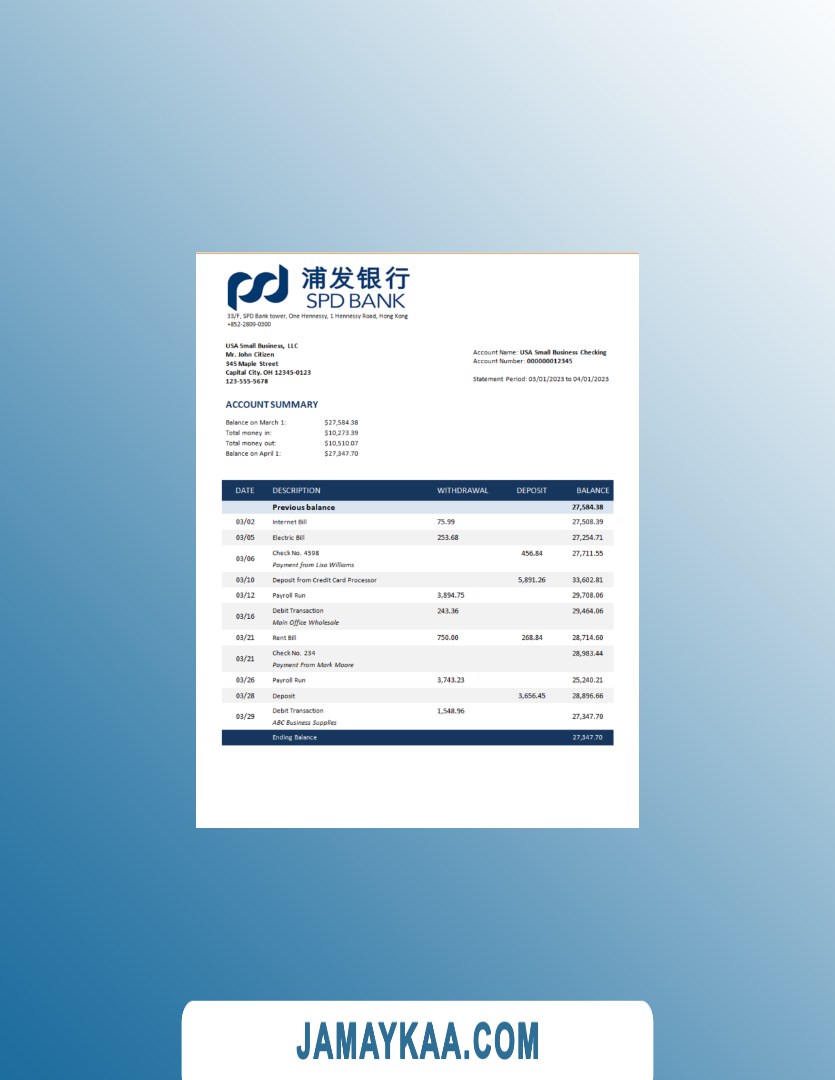 浦发银行
SPD BANK
33/F, SPD Bank tower, One Hennessy, 1 Hennessy Road, Hong Kong
+852-2809-0300
USA Small Business, LLC
Mr. John Citizen
345 Maple Street
Capital City, OH 12345-0123
123-555-5678
Account Name: USA Small Business Checking
Account Number: 000000012345
Statement Period: 03/01/2023 to 04/01/2023
ACCOUNT SUMMARY
Balance on March 1: $27,584.38
Total money in: $10,273.39
Total money out: $10,510.07
Balance on April 1: $27,347.70
DATE DESCRIPTION WITHDRAWAL DEPOSIT BALANCE
Previous balance 27,584.38
03/02 Internet Bill 75.99 27,508.39
03/05 Electric Bill 253.68 27,254.71
03/06 Check No. 4598 456.84 27,711.55
Payment from Lisa Williams
03/10 Deposit from Credit Card Processor 5,891.26 33,602.81
03/12 Payroll Run 3,894.75 29,708.06
03/16 Debit Transaction 243.36 29,464.06
Main Office Wholesale
03/21 Rent Bill 750.00 268.84 28,714.60
03/21 Check No. 234 28,983.44
Payment From Mark Moore
03/26 Payroll Run 3,743.23 25,240.21
03/28 Deposit 3,656.45 28,896.66
03/29 Debit Transaction 1,548.96 27,347.70
ABC Business Supplies
Ending Balance 27,347.70
JAMAYKAA.COM